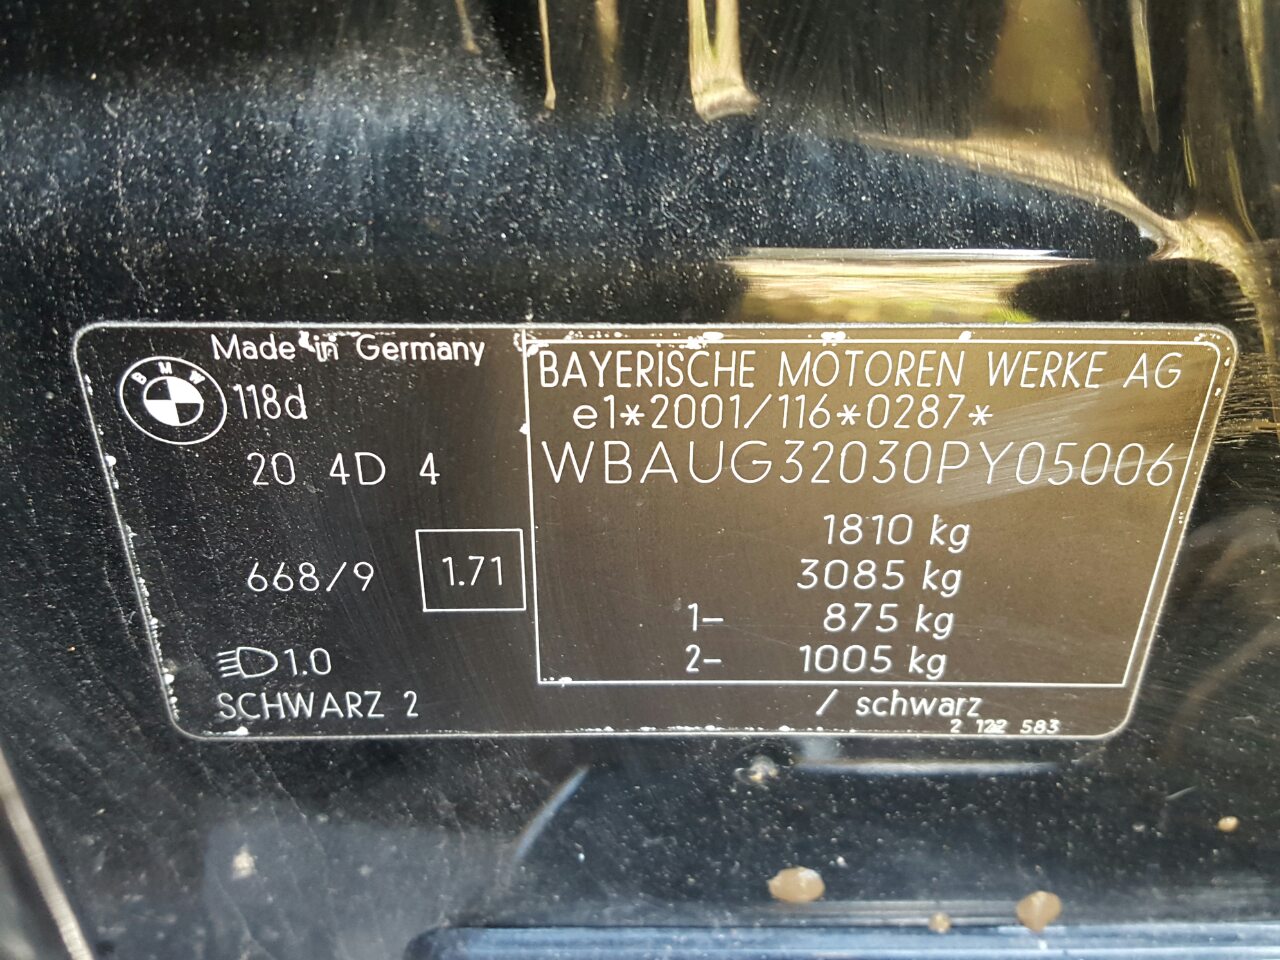 Made in Germany
BMW
118d
20 4D 4
668/9
1.71
1.0
SCHWARZ 2
BAYERISCHE MOTOREN WERKE AG
e1*2001/116*0287*
WBAUG32030PY05006
1810 kg
3085 kg
1- 875 kg
2- 1005 kg
/ schwarz
2 122 583